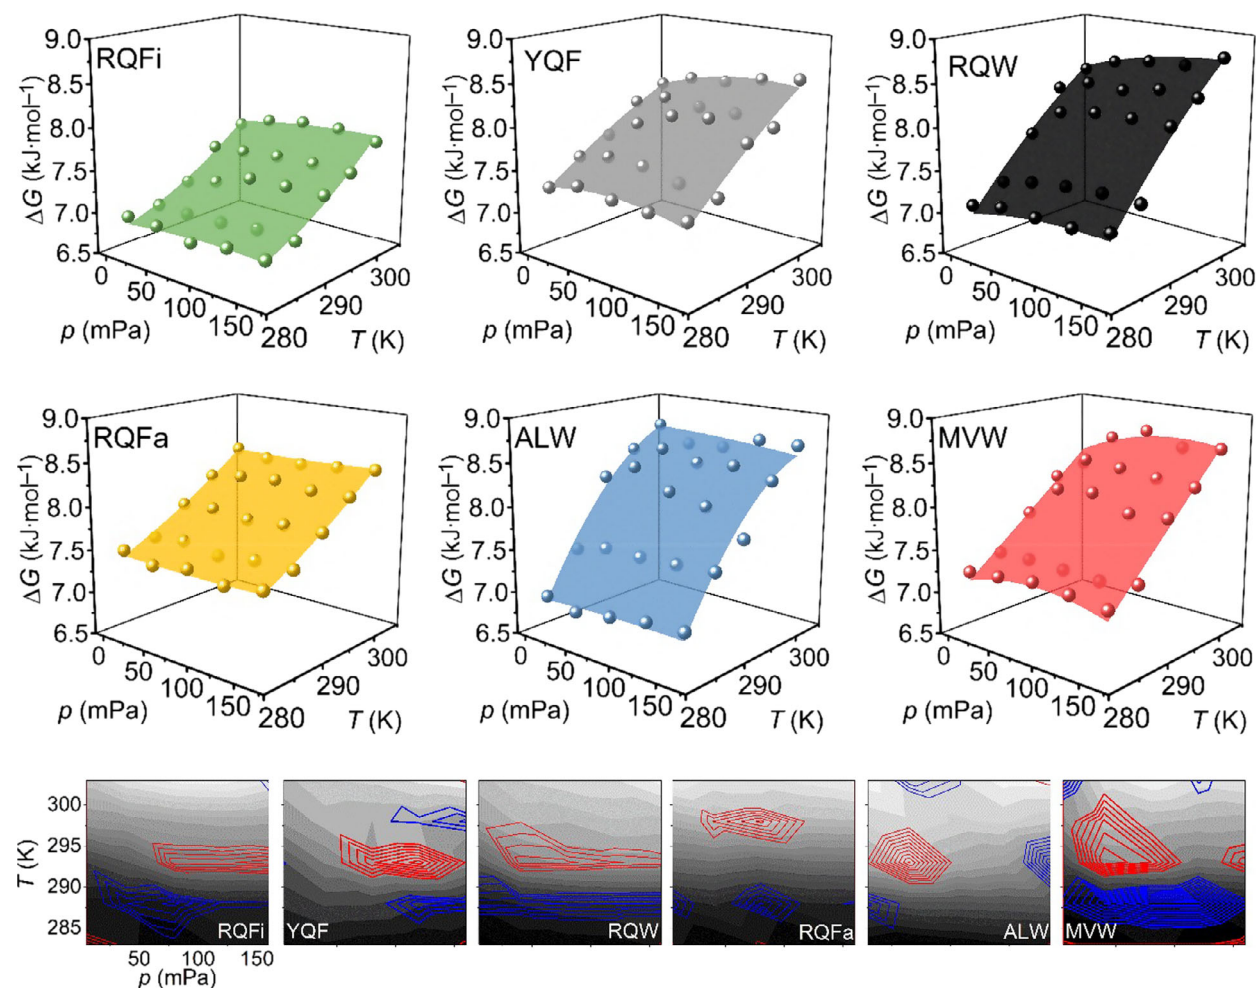 RQFi
9.0
8.5
8.0
7.5
7.0
6.5
ΔG (kJ·mol⁻¹)
0
50
100
150
p (mPa)
280
290
300
T (K)
YQF
9.0
8.5
8.0
7.5
7.0
6.5
ΔG (kJ·mol⁻¹)
0
50
100
150
p (mPa)
280
290
300
T (K)
RQW
9.0
8.5
8.0
7.5
7.0
6.5
ΔG (kJ·mol⁻¹)
0
50
100
150
p (mPa)
280
290
300
T (K)
RQFa
9.0
8.5
8.0
7.5
7.0
6.5
ΔG (kJ·mol⁻¹)
0
50
100
150
p (mPa)
280
290
300
T (K)
ALW
9.0
8.5
8.0
7.5
7.0
6.5
ΔG (kJ·mol⁻¹)
0
50
100
150
p (mPa)
280
290
300
T (K)
MVW
9.0
8.5
8.0
7.5
7.0
6.5
ΔG (kJ·mol⁻¹)
0
50
100
150
p (mPa)
280
290
300
T (K)
300
295
290
285
T (K)
RQFi
YQF
RQW
RQFa
ALW
MVW
50 100 150
p (mPa)